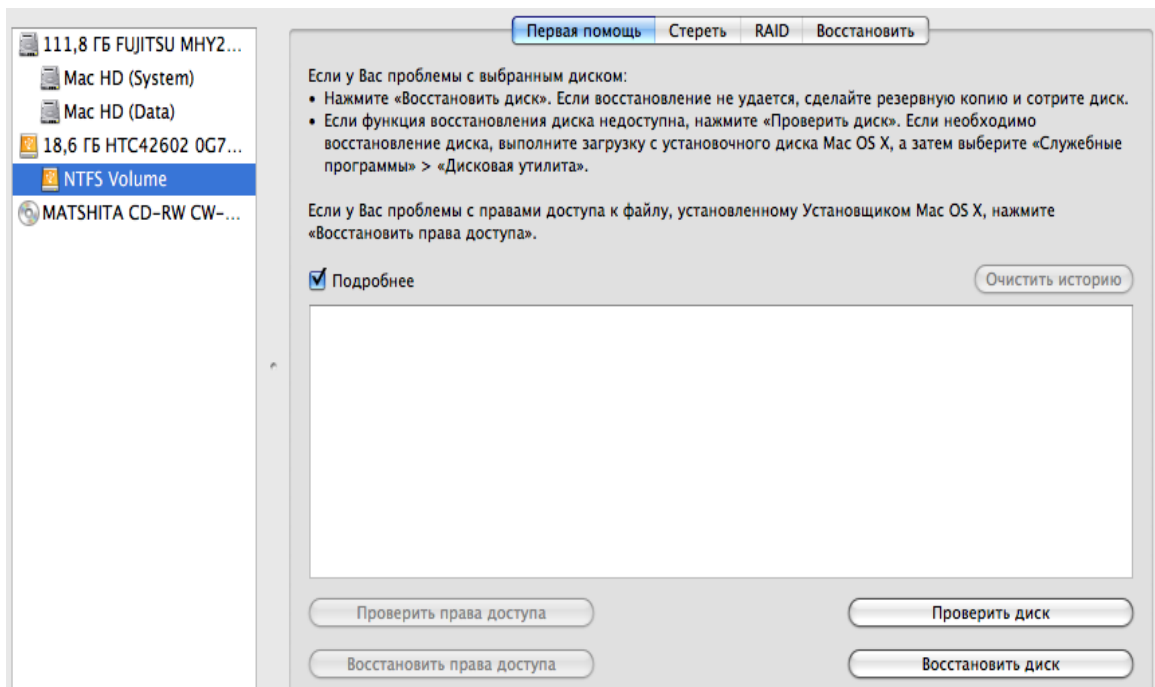 111,8 ГБ FUJITSU MHY2...
Mac HD (System)
Mac HD (Data)
18,6 ГБ HTC42602 0G7...
NTFS Volume
MATSHITA CD-RW CW-...
Первая помощь Стереть RAID Восстановить
Если у Вас проблемы с выбранным диском:
• Нажмите «Восстановить диск». Если восстановление не удается, сделайте резервную копию и сотрите диск.
• Если функция восстановления диска недоступна, нажмите «Проверить диск». Если необходимо
восстановление диска, выполните загрузку с установочного диска Mac OS X, а затем выберите «Служебные
программы» > «Дисковая утилита».
Если у Вас проблемы с правами доступа к файлу, установленному Установщиком Mac OS X, нажмите
«Восстановить права доступа».
Подробнее
Очистить историю
Проверить права доступа
Проверить диск
Восстановить права доступа
Восстановить диск